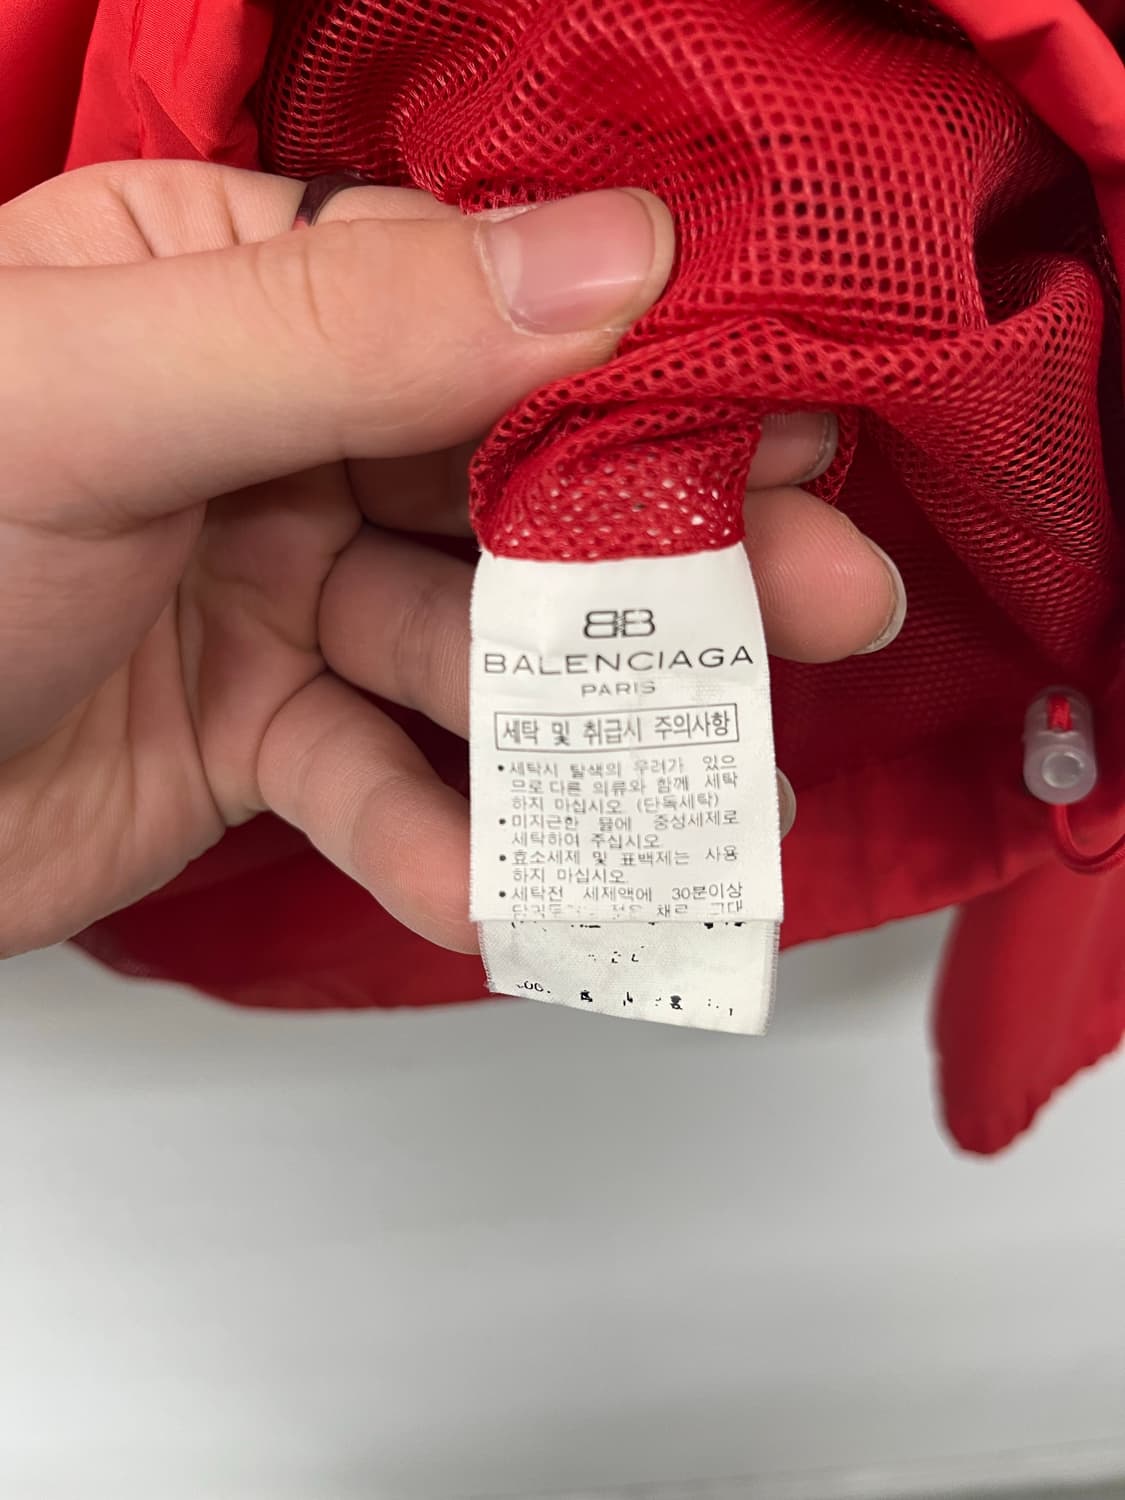 BB
BALENCIAGA
PARIS
세탁 및 취급시 주의사항
• 세탁시 탈색의 우려가 있으
므로 다른 의류와 함께 세탁
하지 마십시오. (단독세탁)
• 미지근한 물에 중성세제로
세탁하여 주십시오.
• 효소세제 및 표백제는 사용
하지 마십시오.
• 세탁전 세제액에 30분이상
채로 그대